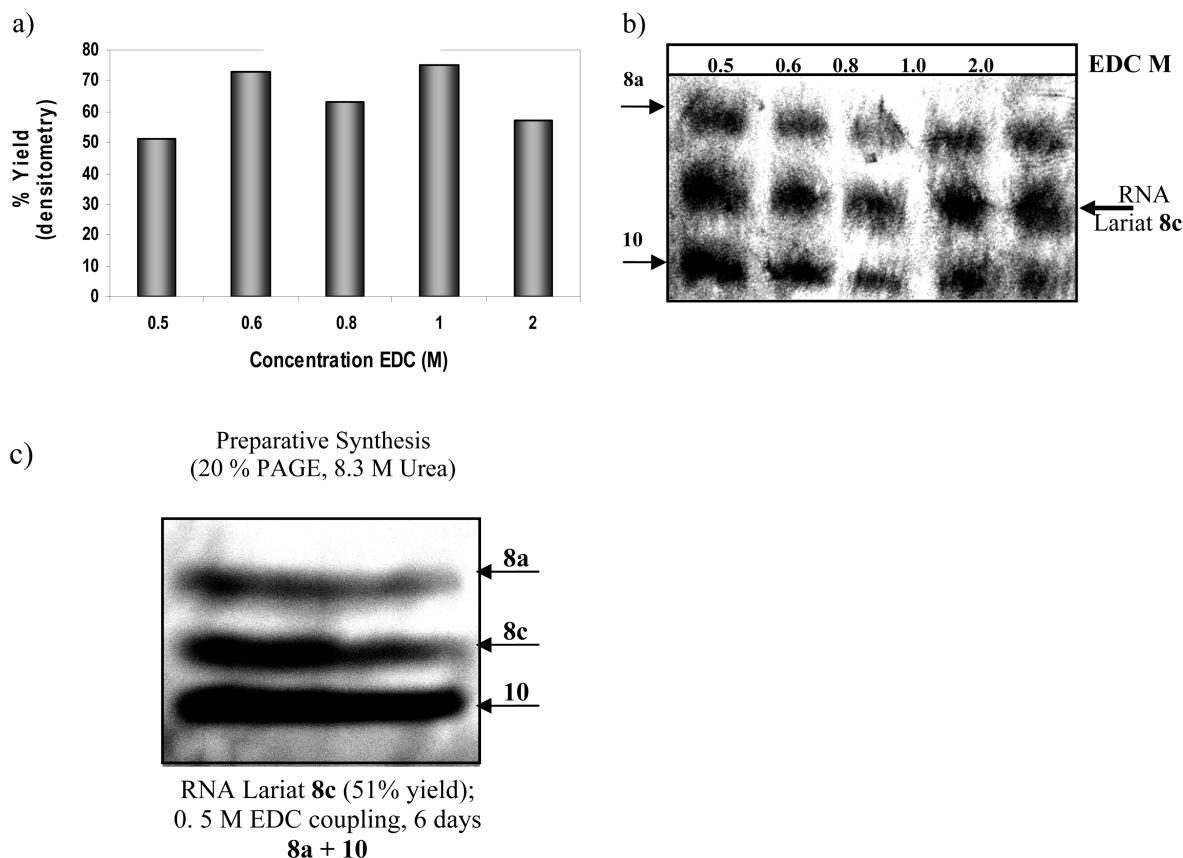 a)
80
70
60
50
40
30
20
10
0
% Yield
(densitometry)
0.5 0.6 0.8 1 2
Concentration EDC (M)
b)
0.5 0.6 0.8 1.0 2.0
EDC M
8a
10
RNA
Lariat 8c
c)
Preparative Synthesis
(20 % PAGE, 8.3 M Urea)
8a
8c
10
RNA Lariat 8c (51% yield);
0. 5 M EDC coupling, 6 days
8a + 10